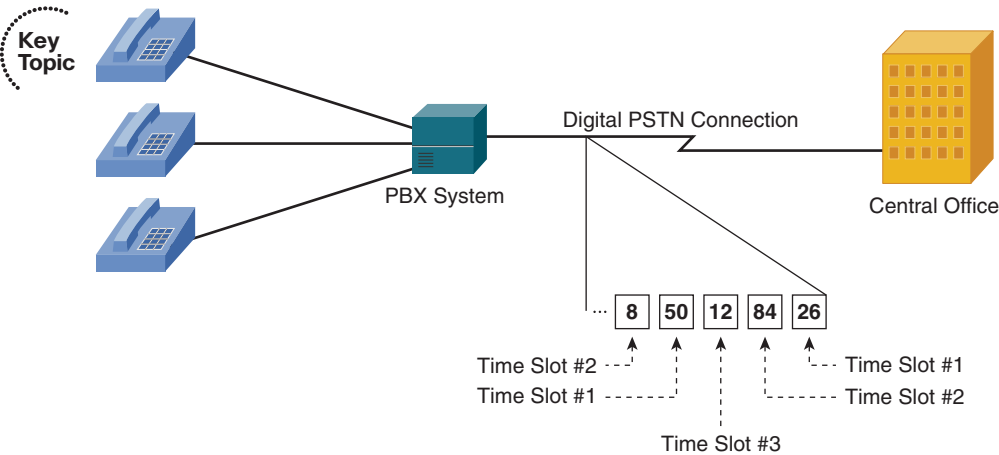 Key
Topic
Digital PSTN Connection
PBX System
Central Office
... 8 50 12 84 26
Time Slot #2
Time Slot #1
Time Slot #1
Time Slot #2
Time Slot #3